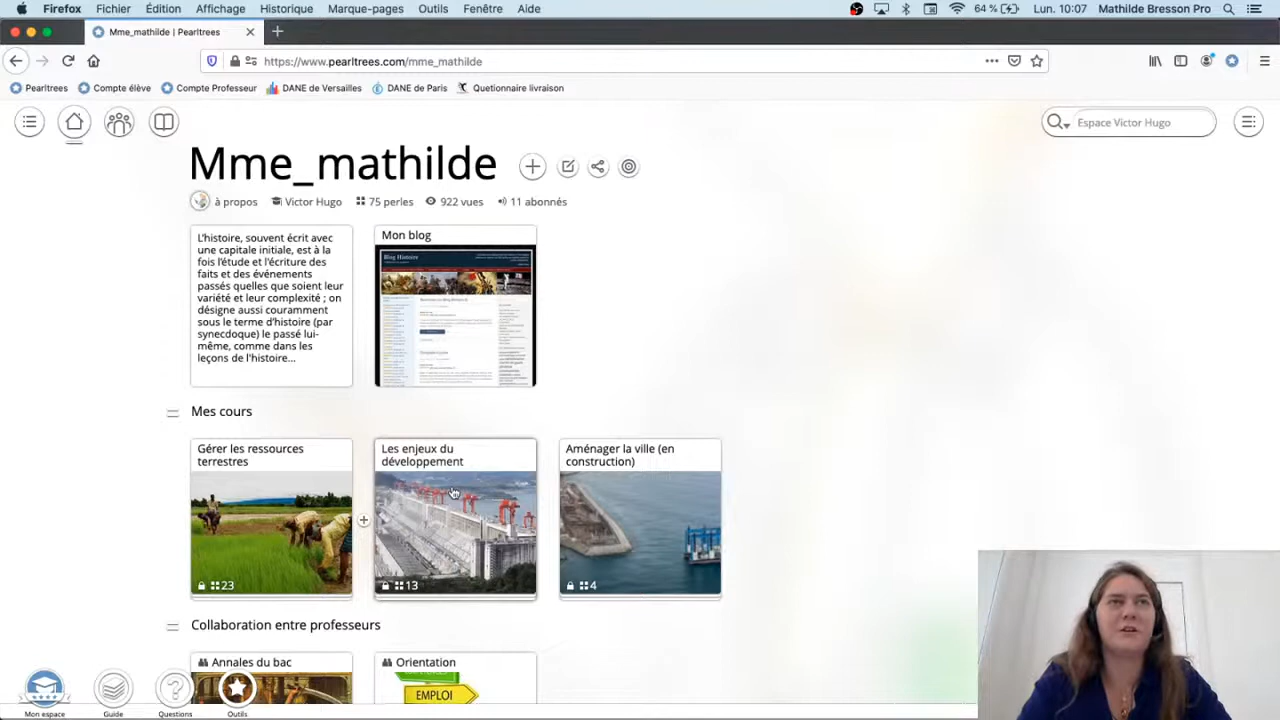 Firefox Fichier Édition Affichage Historique Marque-pages Outils Fenêtre Aide 64 % Lun. 10:07 Mathilde Bresson Pro
Mme_mathilde | Pearltrees
https://www.pearltrees.com/mme_mathilde
Pearltrees Compte élève Compte Professeur DANE de Versailles DANE de Paris Quetionnaire livraison
Espace Victor Hugo
Mme_mathilde
à propos Victor Hugo 75 perles 922 vues 11 abonnés
L'histoire, souvent écrit avec
une capitale initiale, est à la
fois l'étude et l'écriture des
faits et des événements
passés quelles que soient leur
variété et leur complexité ; on
désigne aussi couramment
sous le terme d'histoire (par
synecdoque) le passé lui-
même, comme dans les
leçons de l'histoire...
Mon blog
Blog Histoire
Mes cours
Gérer les ressources
terrestres
23
Les enjeux du
développement
13
Aménager la ville (en
construction)
4
Collaboration entre professeurs
Annales du bac
Orientation
EMPLOI
Mon espace Guide Questions Outils